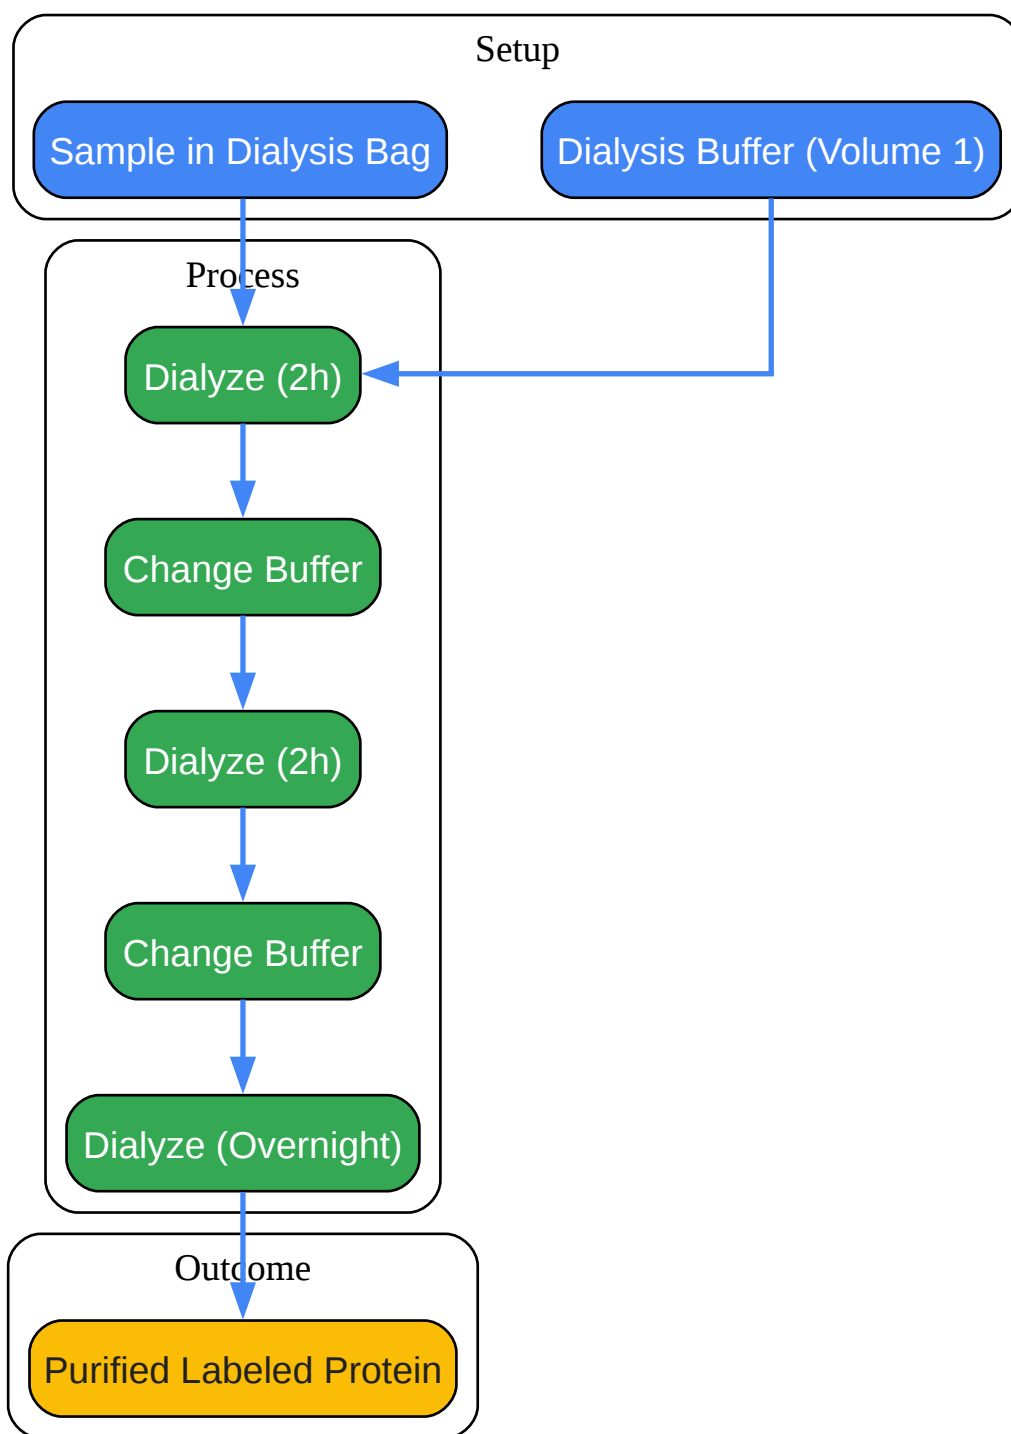 Setup
Sample in Dialysis Bag
Dialysis Buffer (Volume 1)
Process
Dialyze (2h)
Change Buffer
Dialyze (2h)
Change Buffer
Dialyze (Overnight)
Outcome
Purified Labeled Protein